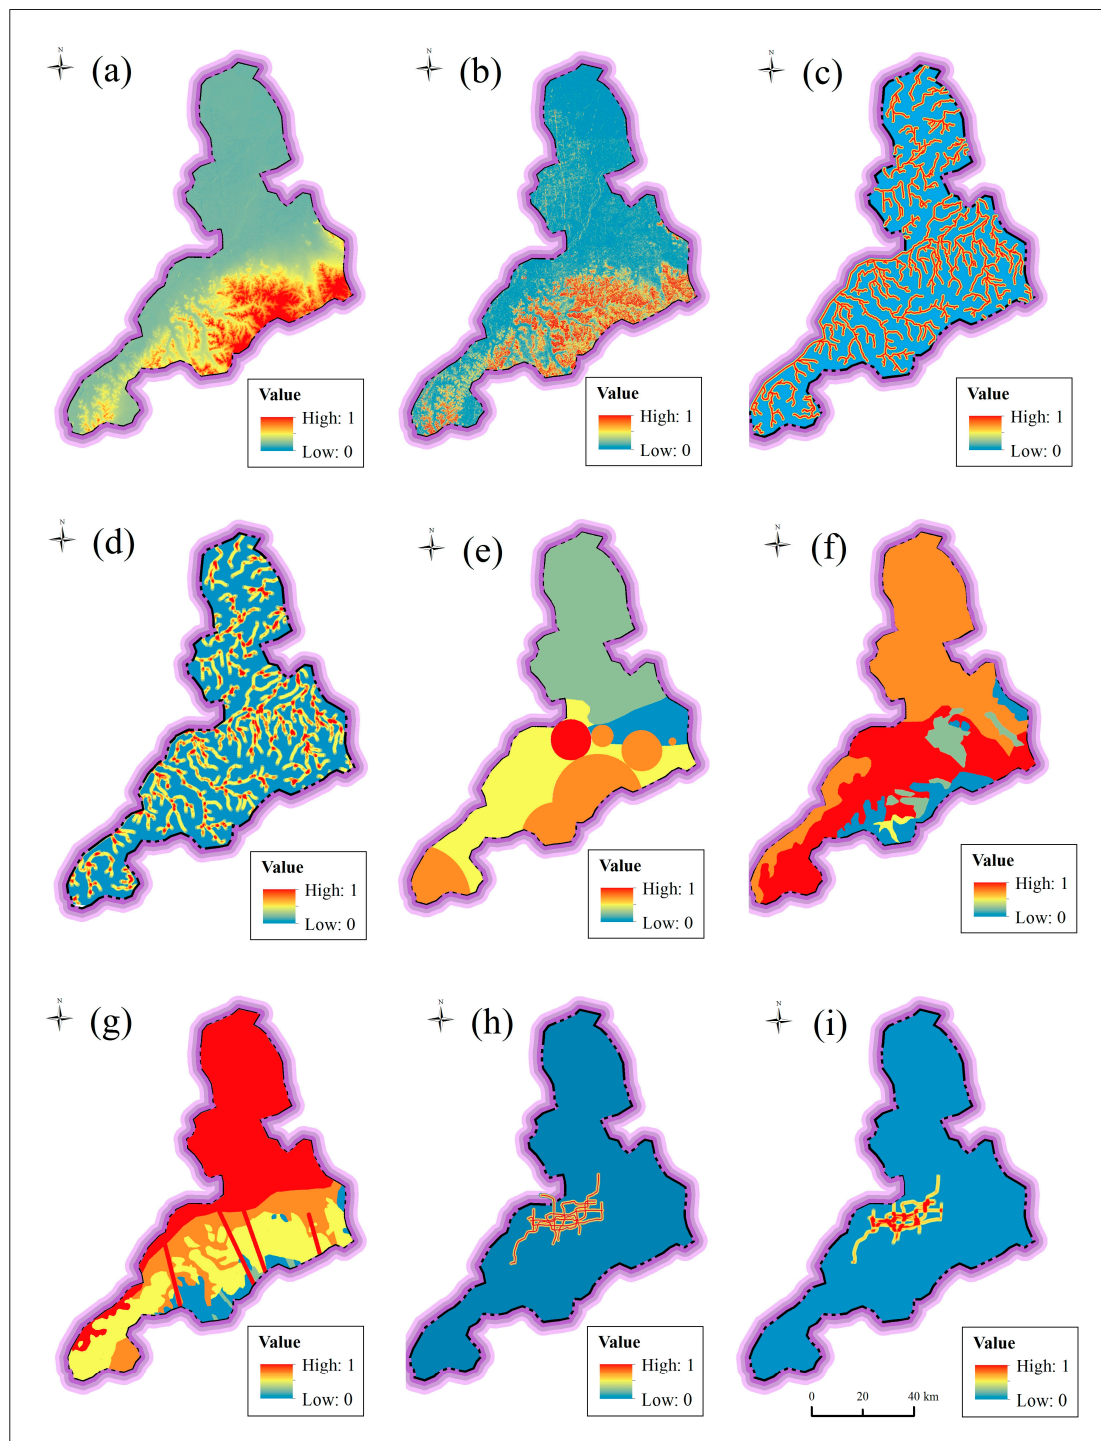 N
(a)
Value
High: 1
Low: 0
N
(b)
Value
High: 1
Low: 0
N
(c)
Value
High: 1
Low: 0
N
(d)
Value
High: 1
Low: 0
N
(e)
Value
High: 1
Low: 0
N
(f)
Value
High: 1
Low: 0
N
(g)
Value
High: 1
Low: 0
N
(h)
Value
High: 1
Low: 0
N
(i)
Value
High: 1
Low: 0
0 20 40 km